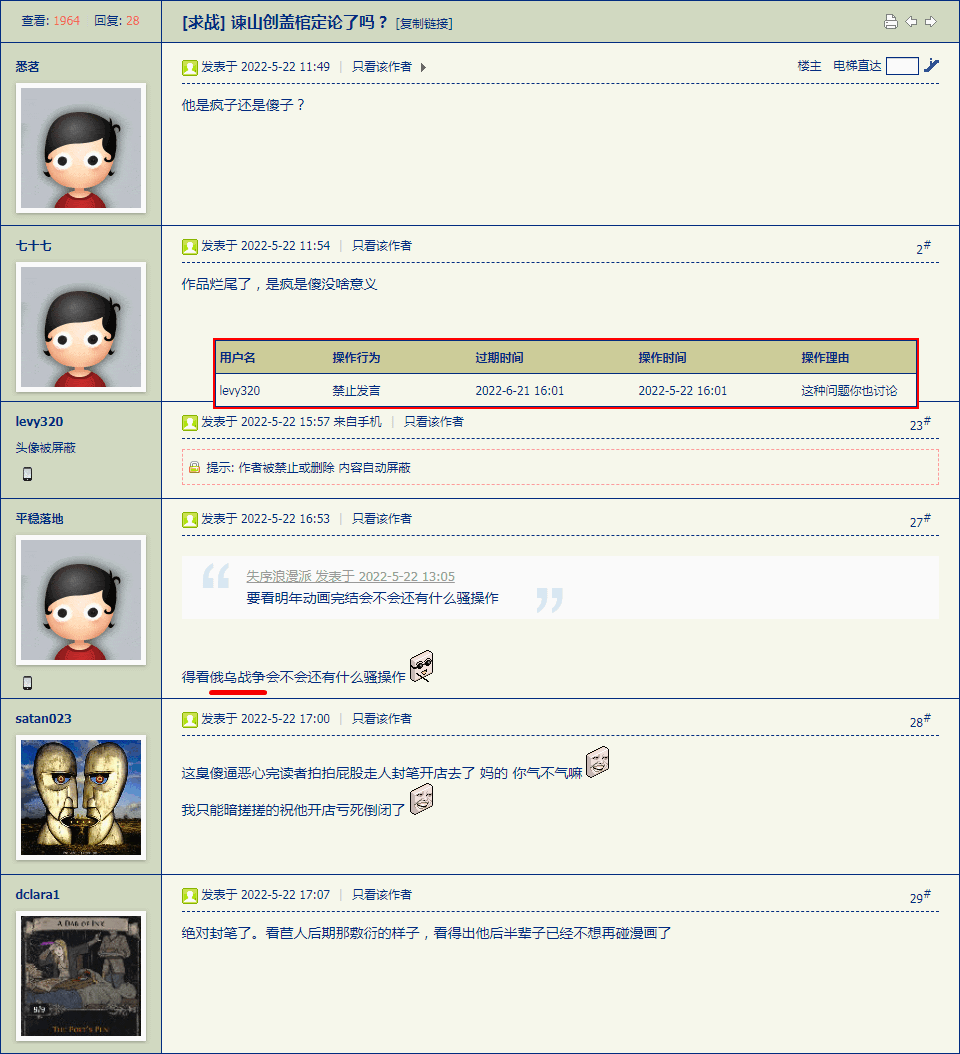 查看: 1964 回复: 28
[求战] 谏山创盖棺定论了吗？ [复制链接]
悉茗
发表于 2022-5-22 11:49 | 只看该作者
楼主 电梯直达
他是疯子还是傻子？
七十七
发表于 2022-5-22 11:54 | 只看该作者
2#
作品烂尾了，是疯是傻没啥意义
用户名 操作行为 过期时间 操作时间 操作理由
levy320 禁止发言 2022-6-21 16:01 2022-5-22 16:01 这种问题你也讨论
levy320
头像被屏蔽
发表于 2022-5-22 15:57 来自手机 | 只看该作者
23#
提示: 作者被禁止或删除 内容自动屏蔽
平稳落地
发表于 2022-5-22 16:53 | 只看该作者
27#
失序浪漫派 发表于 2022-5-22 13:05
要看明年动画完结会不会还有什么骚操作
得看俄乌战争会不会还有什么骚操作
satan023
发表于 2022-5-22 17:00 | 只看该作者
28#
这臭傻逼恶心完读者拍拍屁股走人封笔开店去了 妈的 你气不气嘛
我只能暗搓搓的祝他开店亏死倒闭了
dclara1
A DAB OF INK
9/9
THE POET'S PEN
发表于 2022-5-22 17:07 | 只看该作者
29#
绝对封笔了。看苣人后期那敷衍的样子，看得出他后半辈子已经不想再碰漫画了